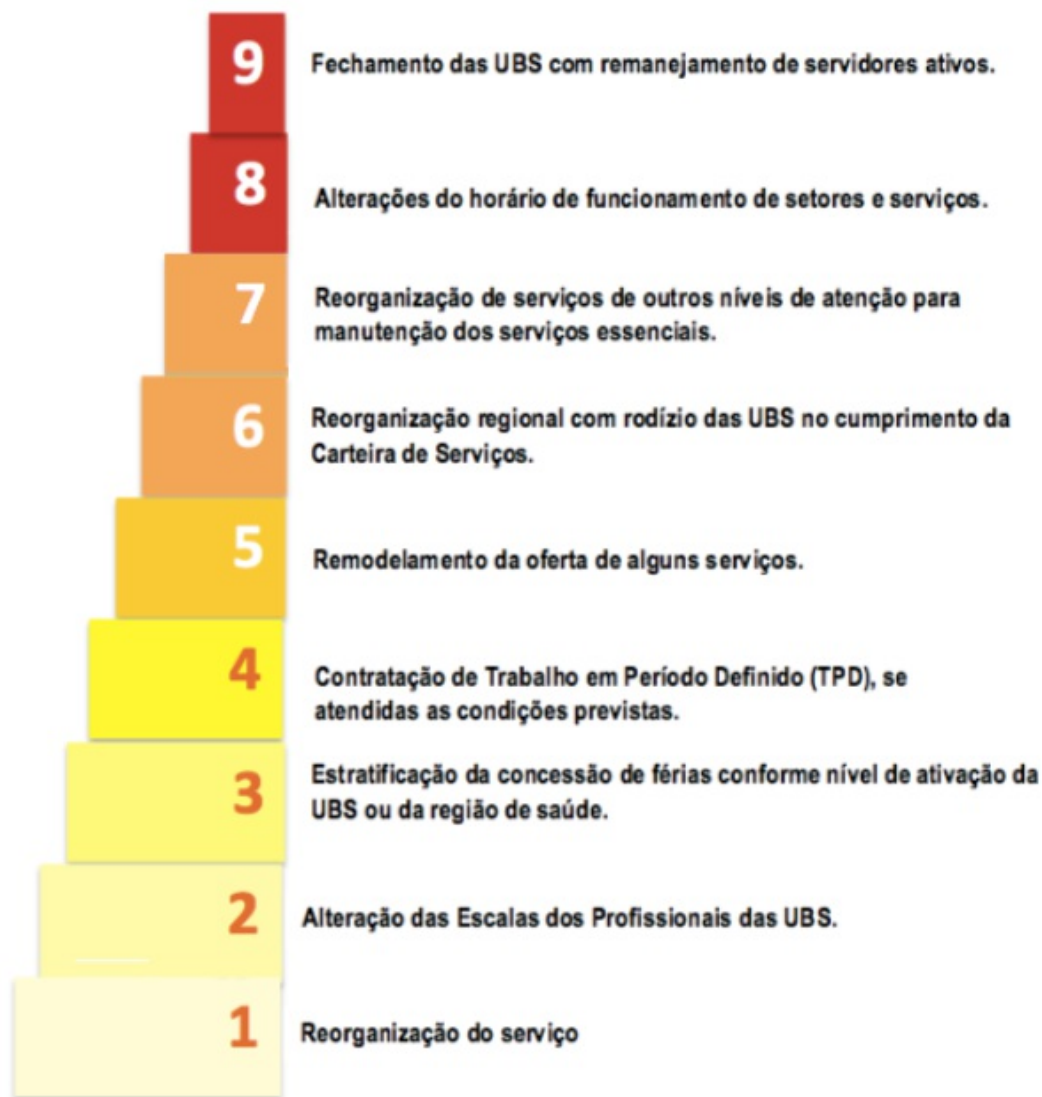 9
Fechamento das UBS com remanejamento de servidores ativos.
8
Alterações do horário de funcionamento de setores e serviços.
7
Reorganização de serviços de outros níveis de atenção para
manutenção dos serviços essenciais.
6
Reorganização regional com rodízio das UBS no cumprimento da
Carteira de Serviços.
5
Remodelamento da oferta de alguns serviços.
4
Contratação de Trabalho em Período Definido (TPD), se
atendidas as condições previstas.
3
Estratificação da concessão de férias conforme nível de ativação da
UBS ou da região de saúde.
2
Alteração das Escalas dos Profissionais das UBS.
1
Reorganização do serviço